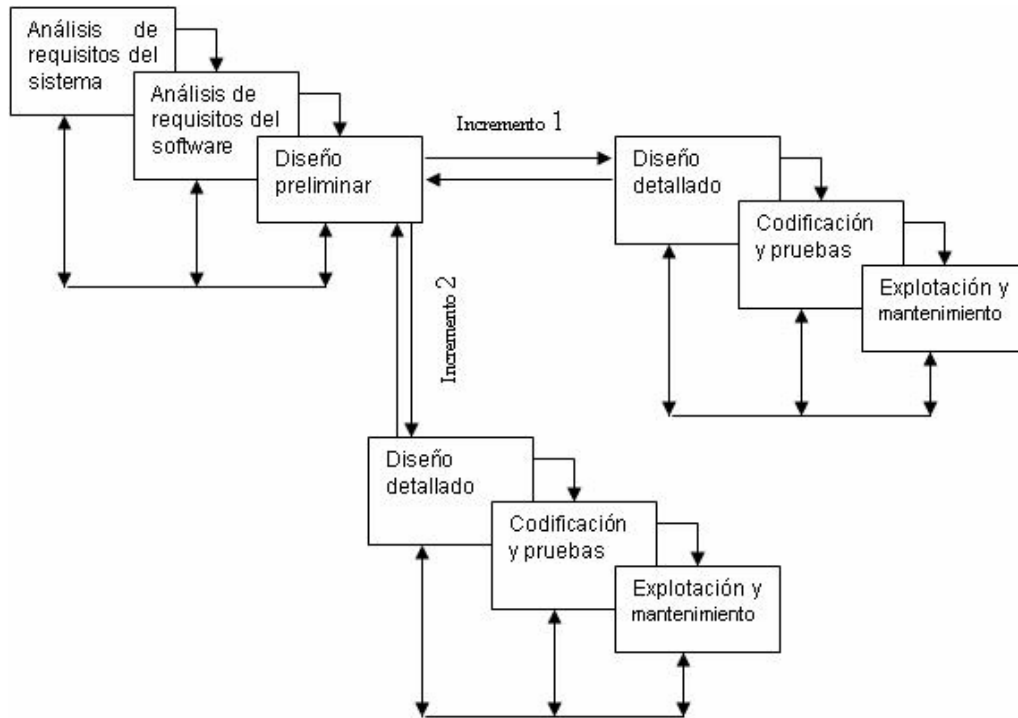 Análisis de
requisitos del
sistema
Análisis de
requisitos del
software
Diseño
preliminar
Incremento 1
Diseño
detallado
Codificación
y pruebas
Explotación y
mantenimiento
Incremento 2
Diseño
detallado
Codificación
y pruebas
Explotación y
mantenimiento